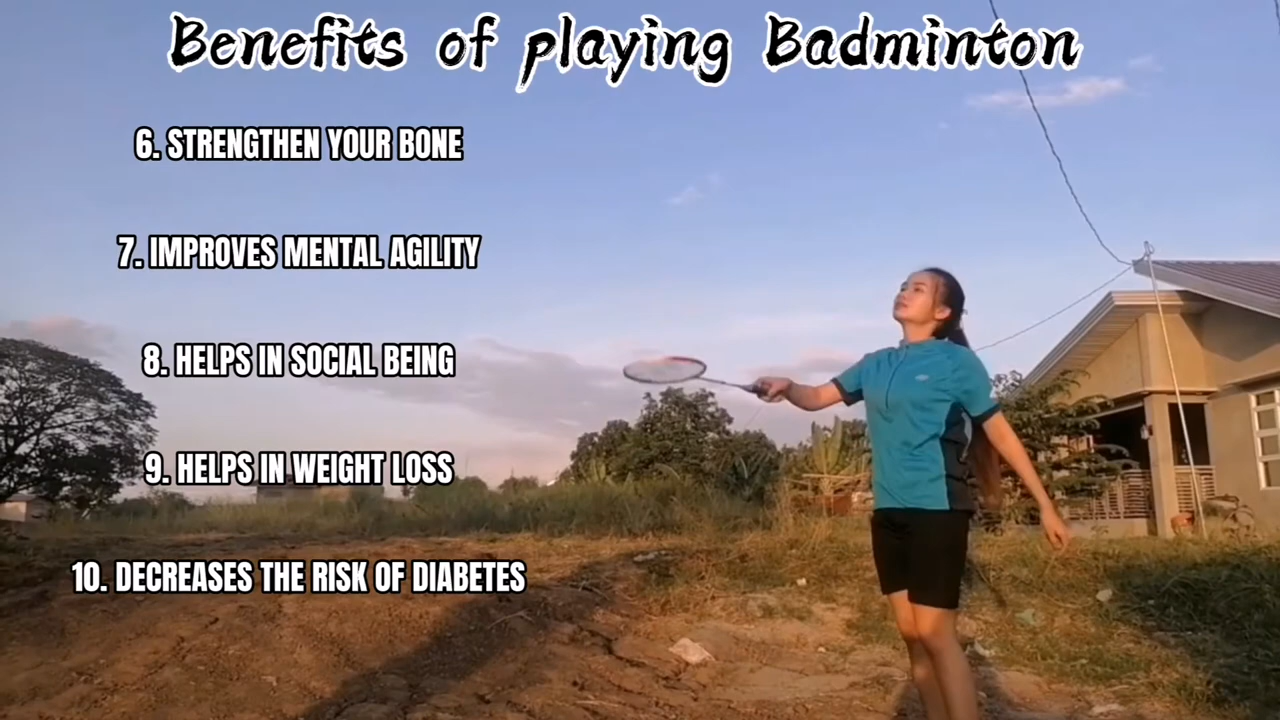 Benefits of playing Badminton
6. STRENGTHEN YOUR BONE
7. IMPROVES MENTAL AGILITY
8. HELPS IN SOCIAL BEING
9. HELPS IN WEIGHT LOSS
10. DECREASES THE RISK OF DIABETES